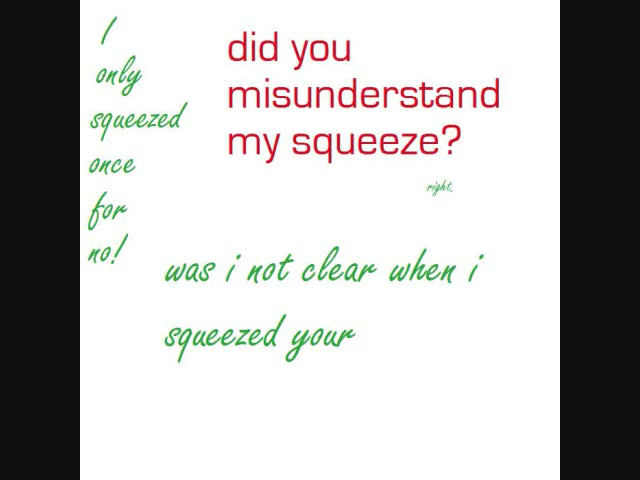 I
only
squeezed
once
for
no!
did you
misunderstand
my squeeze?
right.
was i not clear when i
squeezed your